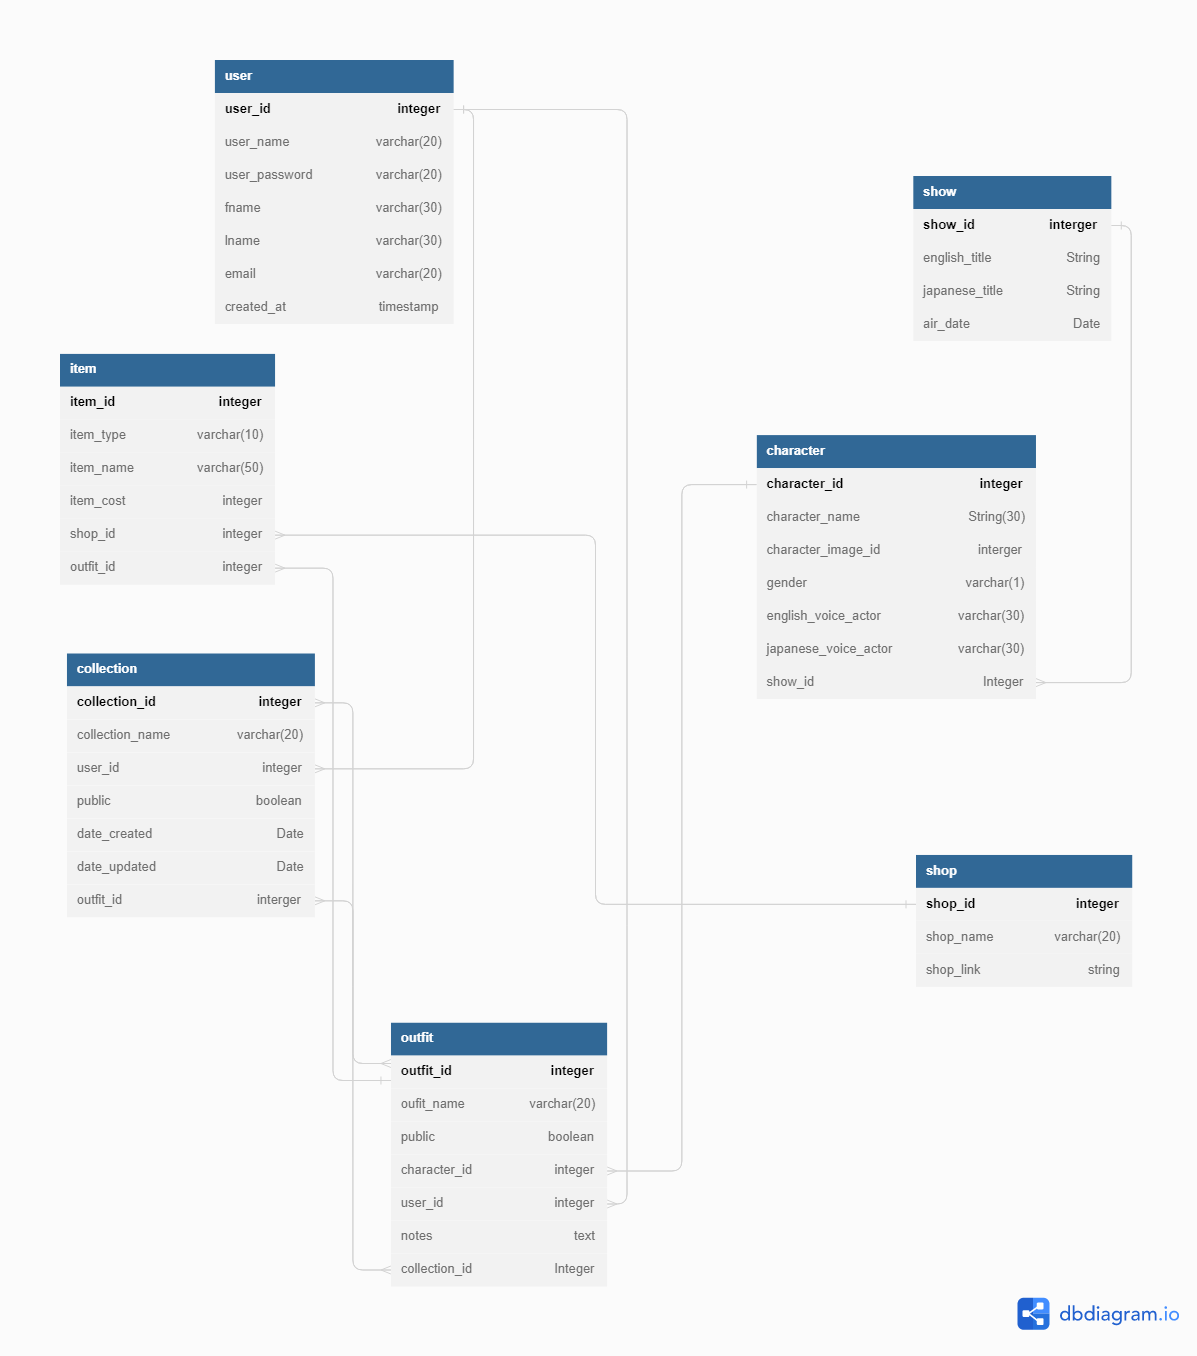 user
user_id integer
user_name varchar(20)
user_password varchar(20)
fname varchar(30)
lname varchar(30)
email varchar(20)
created_at timestamp
show
show_id interger
english_title String
japanese_title String
air_date Date
item
item_id integer
item_type varchar(10)
item_name varchar(50)
item_cost integer
shop_id integer
outfit_id integer
character
character_id integer
character_name String(30)
character_image_id interger
gender varchar(1)
english_voice_actor varchar(30)
japanese_voice_actor varchar(30)
show_id Integer
collection
collection_id integer
collection_name varchar(20)
user_id integer
public boolean
date_created Date
date_updated Date
outfit_id interger
shop
shop_id integer
shop_name varchar(20)
shop_link string
outfit
outfit_id integer
oufit_name varchar(20)
public boolean
character_id integer
user_id integer
notes text
collection_id Integer
dbdiagram.io